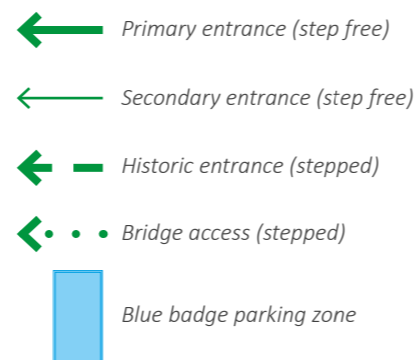 Primary entrance (step free)
Secondary entrance (step free)
Historic entrance (stepped)
Bridge access (stepped)
Blue badge parking zone